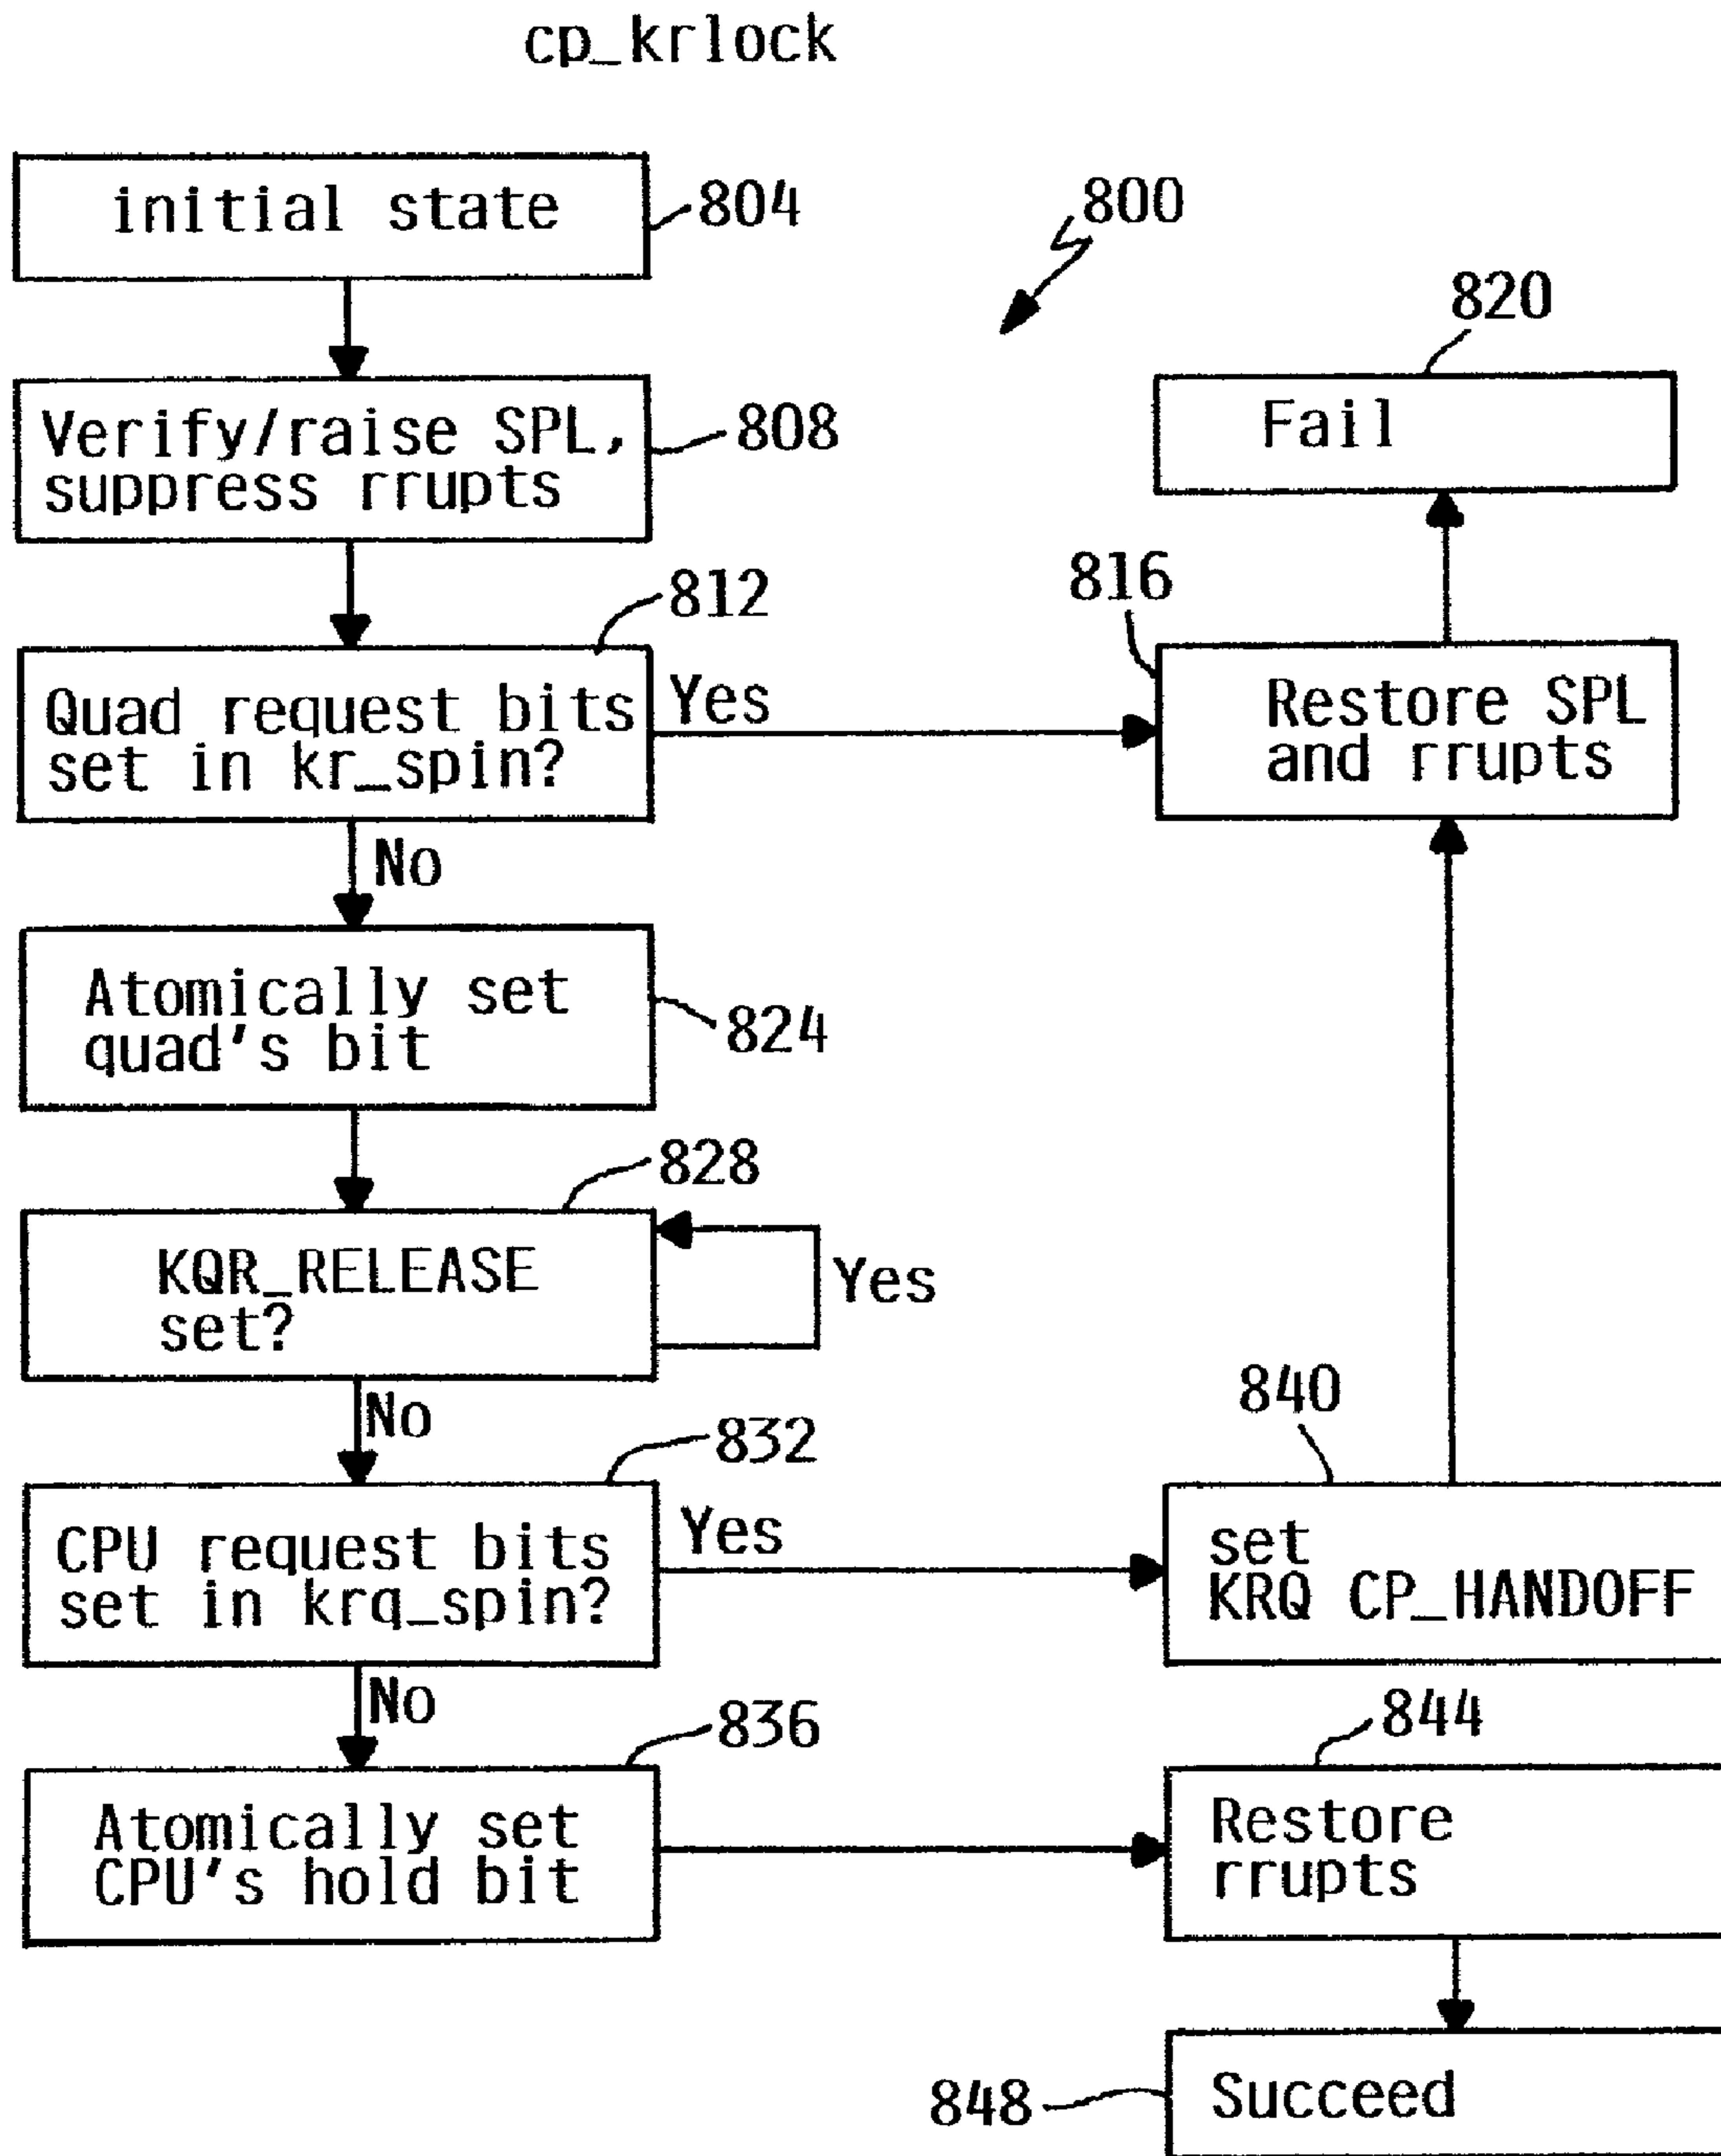 cp_krlock
initial state
804
800
820
Verify/raise SPL,
suppress rrupts
808
Fail
812
816
Quad request bits
set in kr_spin?
Yes
Restore SPL
and rrupts
No
Atomically set
quad's bit
824
828
KQR_RELEASE
set?
Yes
No
832
840
CPU request bits
set in krq_spin?
Yes
set
KRQ CP_HANDOFF
No
836
844
Atomically set
CPU's hold bit
Restore
rrupts
848
Succeed